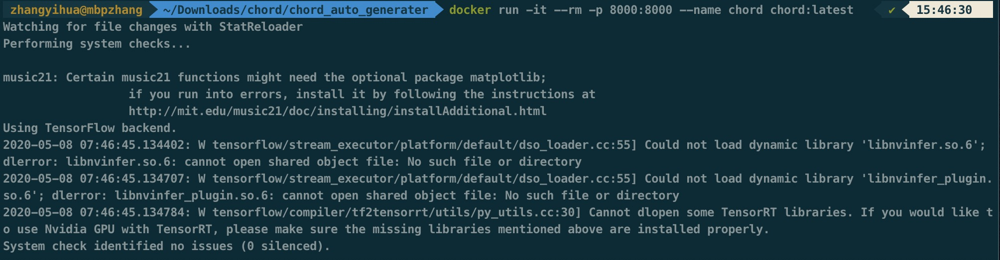 zhangyihua@mbpzhang ~/Downloads/chord/chord_auto_generater docker run -it --rm -p 8000:8000 --name chord chord:latest ✔ 15:46:30
Watching for file changes with StatReloader
Performing system checks...
music21: Certain music21 functions might need the optional package matplotlib;
if you run into errors, install it by following the instructions at
http://mit.edu/music21/doc/installing/installAdditional.html
Using TensorFlow backend.
2020-05-08 07:46:45.134402: W tensorflow/stream_executor/platform/default/dso_loader.cc:55] Could not load dynamic library 'libnvinfer.so.6';
dlerror: libnvinfer.so.6: cannot open shared object file: No such file or directory
2020-05-08 07:46:45.134707: W tensorflow/stream_executor/platform/default/dso_loader.cc:55] Could not load dynamic library 'libnvinfer_plugin.
so.6'; dlerror: libnvinfer_plugin.so.6: cannot open shared object file: No such file or directory
2020-05-08 07:46:45.134784: W tensorflow/compiler/tf2tensorrt/utils/py_utils.cc:30] Cannot dlopen some TensorRT libraries. If you would like t
o use Nvidia GPU with TensorRT, please make sure the missing libraries mentioned above are installed properly.
System check identified no issues (0 silenced).